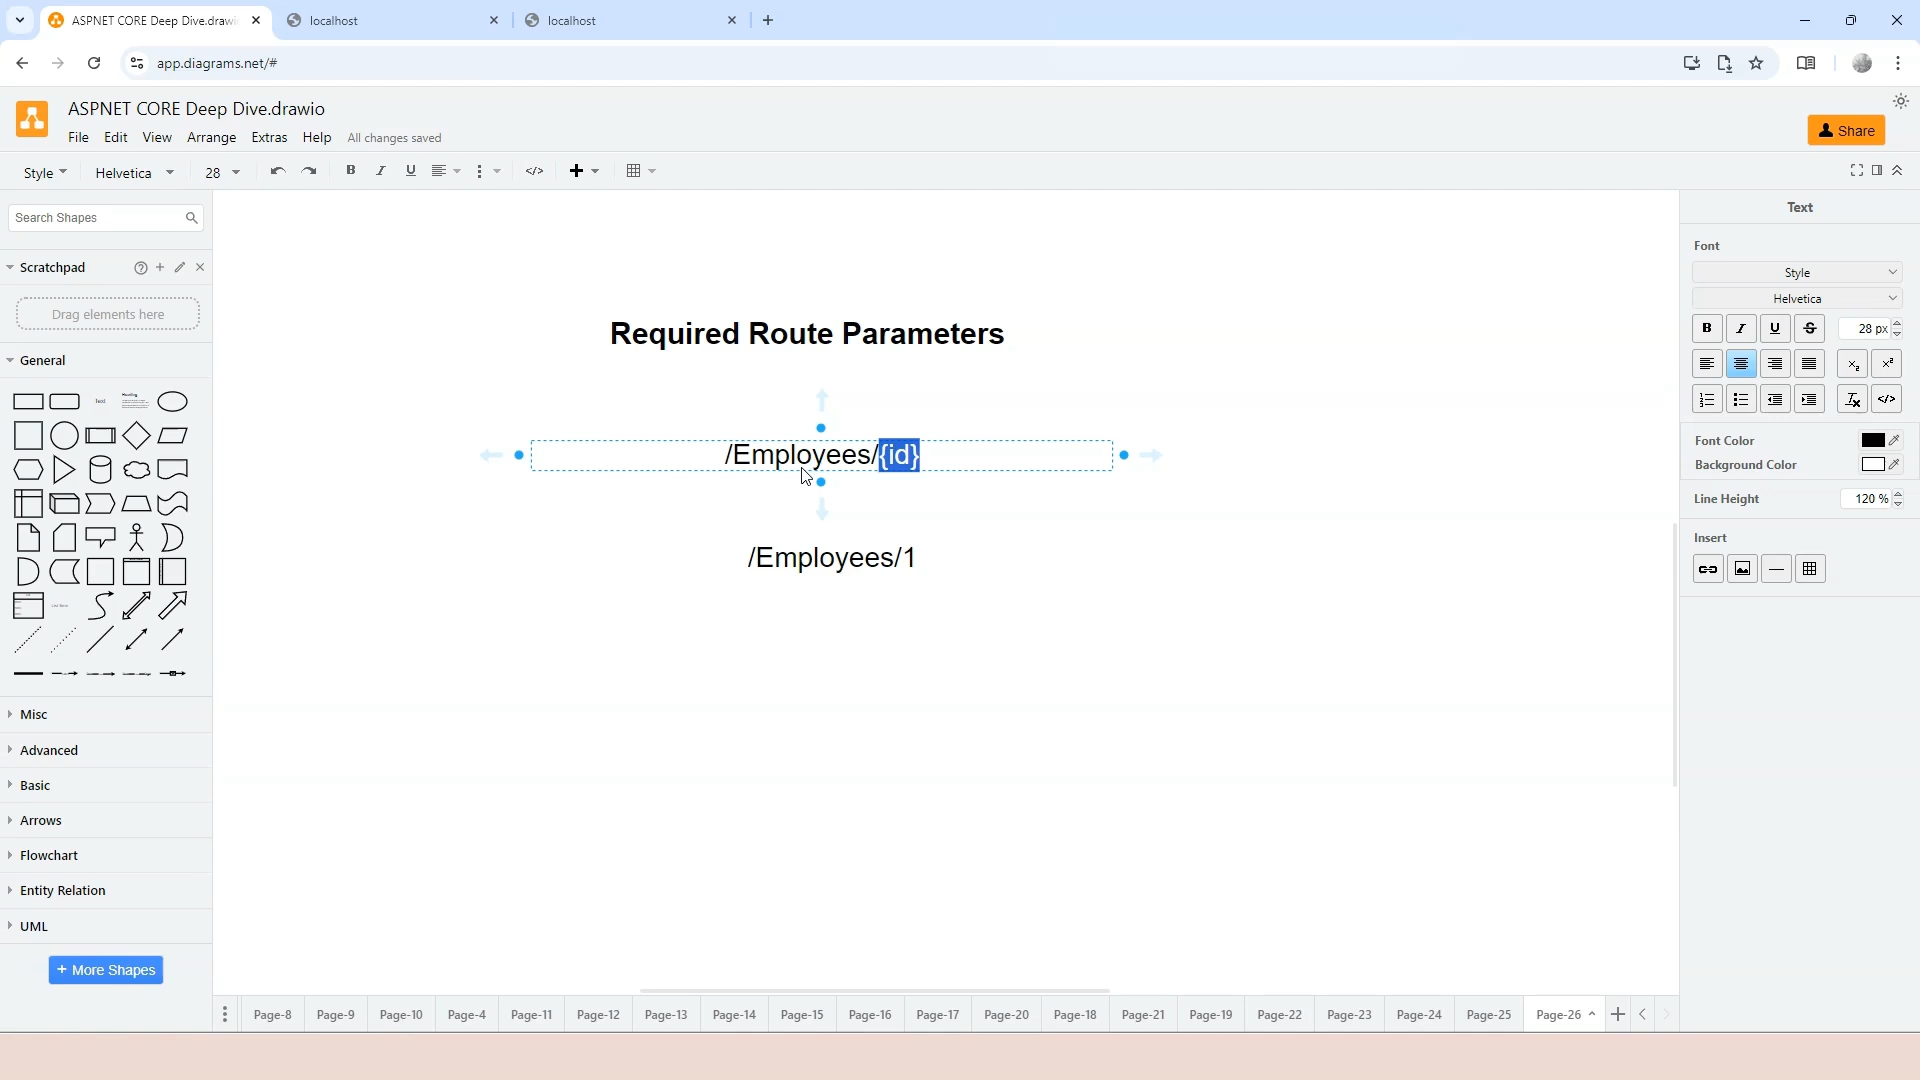 ASPNET CORE Deep Dive.drawi
localhost
localhost
app.diagrams.net/#
ASPNET CORE Deep Dive.drawio
File Edit View Arrange Extras Help All changes saved
Share
Style Helvetica 28 B I U </>
Search Shapes
Text
Scratchpad
Drag elements here
General
Text
Heading
Misc
Advanced
Basic
Arrows
Flowchart
Entity Relation
UML
+ More Shapes
Required Route Parameters
/Employees/{id}
/Employees/1
Font
Style
Helvetica
B I U S 28 px
Font Color
Background Color
Line Height 120 %
Insert
Page-8 Page-9 Page-10 Page-4 Page-11 Page-12 Page-13 Page-14 Page-15 Page-16 Page-17 Page-20 Page-18 Page-21 Page-19 Page-22 Page-23 Page-24 Page-25 Page-26